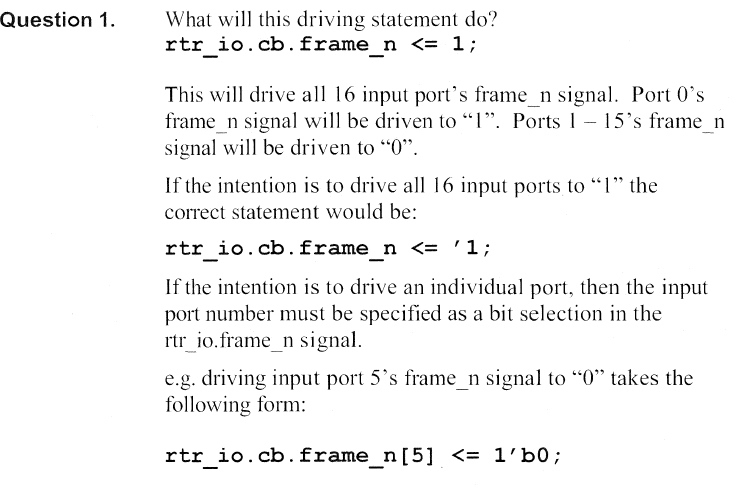 Question 1. What will this driving statement do?
rtr_io.cb.frame_n <= 1;
This will drive all 16 input port's frame_n signal. Port 0's
frame_n signal will be driven to “1”. Ports 1 – 15's frame_n
signal will be driven to “0”.
If the intention is to drive all 16 input ports to “1” the
correct statement would be:
rtr_io.cb.frame_n <= '1;
If the intention is to drive an individual port, then the input
port number must be specified as a bit selection in the
rtr_io.frame_n signal.
e.g. driving input port 5's frame_n signal to “0” takes the
following form:
rtr_io.cb.frame_n[5] <= 1'b0;